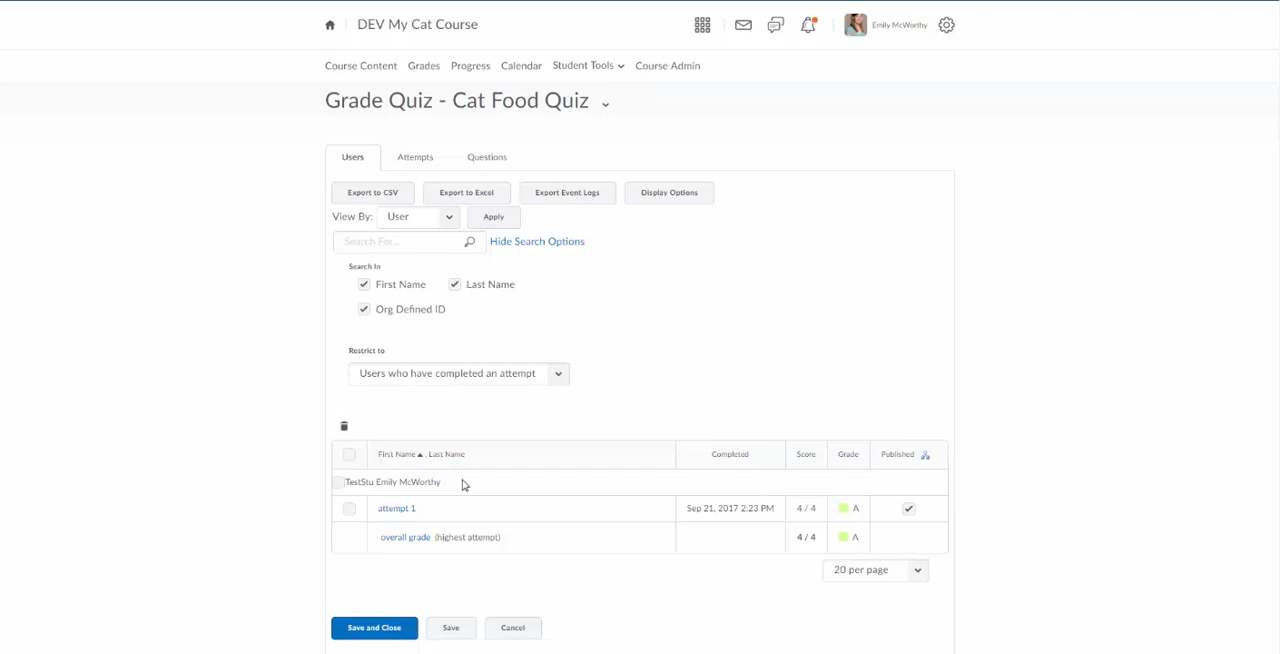 DEV My Cat Course
Emily McWorthy
Course Content Grades Progress Calendar Student Tools Course Admin
Grade Quiz - Cat Food Quiz
Users Attempts Questions
Export to CSV Export to Excel Export Event Logs Display Options
View By: User Apply
Search For... Hide Search Options
Search In
First Name Last Name
Org Defined ID
Restrict to
Users who have completed an attempt
First Name , Last Name Completed Score Grade Published
TestStu Emily McWorthy
attempt 1 Sep 21, 2017 2:23 PM 4 / 4 A
overall grade (highest attempt) 4 / 4 A
20 per page
Save and Close Save Cancel